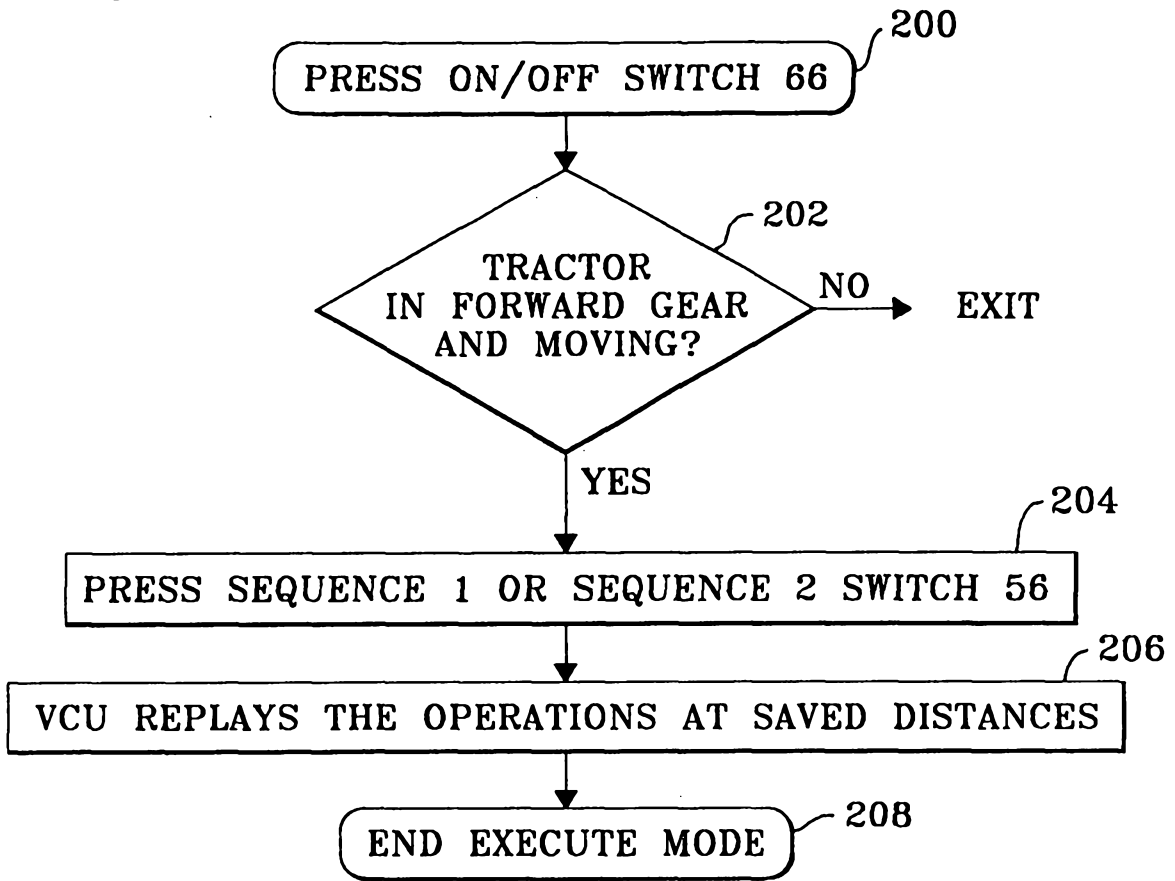 200
PRESS ON/OFF SWITCH 66
202
TRACTOR
IN FORWARD GEAR
AND MOVING?
NO
EXIT
YES
204
PRESS SEQUENCE 1 OR SEQUENCE 2 SWITCH 56
206
VCU REPLAYS THE OPERATIONS AT SAVED DISTANCES
208
END EXECUTE MODE